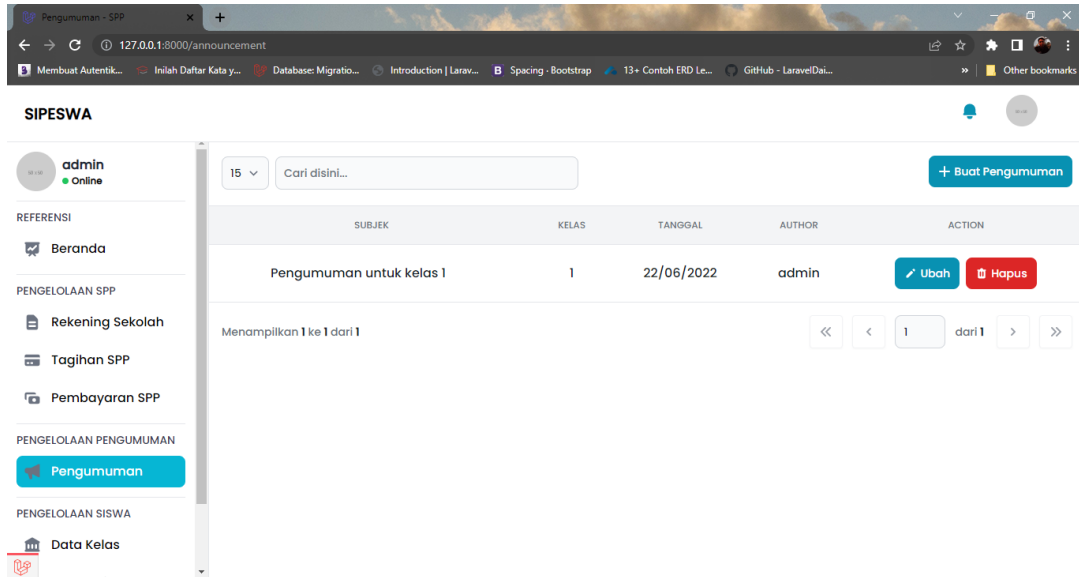 Pengumuman - SPP
127.0.0.1:8000/announcement
Membuat Autentik... Inilah Daftar Kata y... Database: Migratio... Introduction | Larav... Spacing · Bootstrap 13+ Contoh ERD Le... GitHub - LaravelDai... » Other bookmarks
SIPESWA
admin
Online
15 Cari disini... + Buat Pengumuman
REFERENSI
Beranda
PENGELOLAAN SPP
Rekening Sekolah
Tagihan SPP
Pembayaran SPP
PENGELOLAAN PENGUMUMAN
Pengumuman
PENGELOLAAN SISWA
Data Kelas
SUBJEK KELAS TANGGAL AUTHOR ACTION
Pengumuman untuk kelas 1 1 22/06/2022 admin Ubah Hapus
Menampilkan 1 ke 1 dari 1 « < 1 dari 1 > »